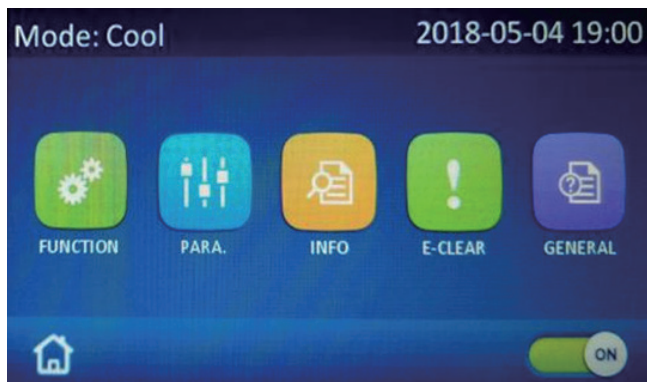 Mode: Cool 2018-05-04 19:00
FUNCTION PARA. INFO E-CLEAR GENERAL
ON